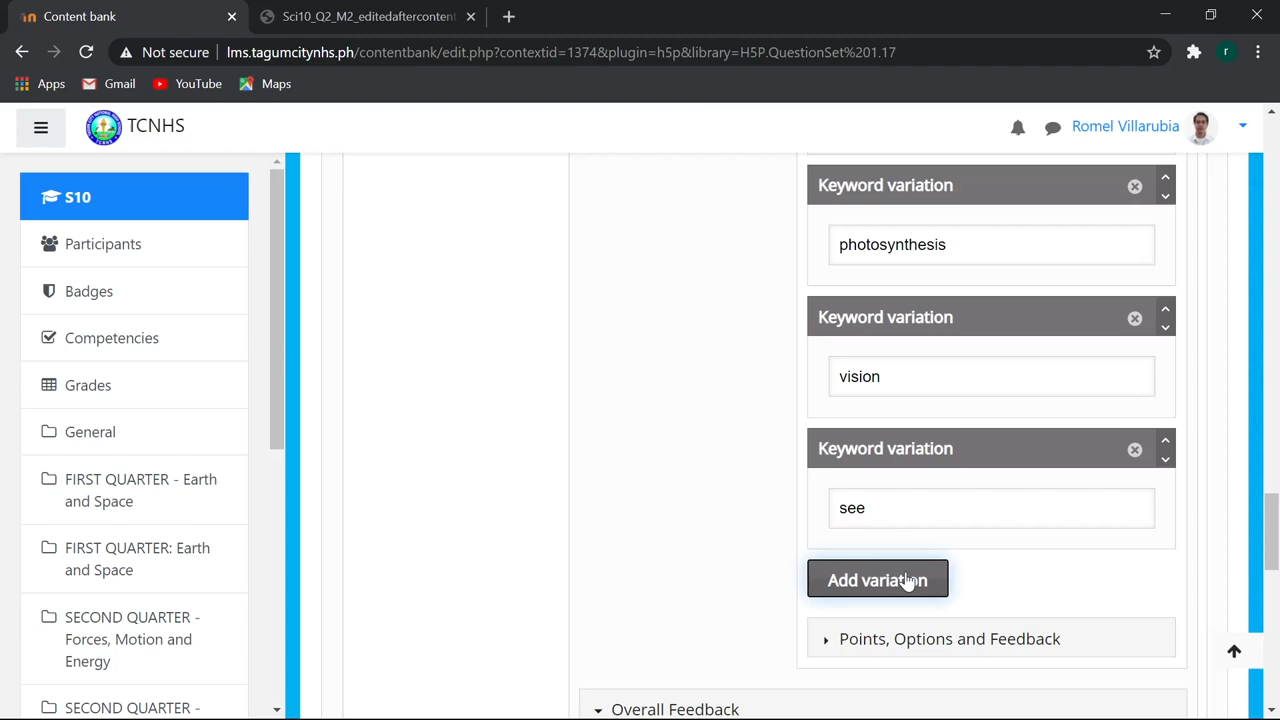 Content bank
Sci10_Q2_M2_editedaftercontent
Not secure
lms.tagumcitynhs.ph/contentbank/edit.php?contextid=1374&plugin=h5p&library=H5P.QuestionSet%201.17
r
Apps
Gmail
YouTube
Maps
TCNHS
Romel Villarubia
S10
Participants
Badges
Competencies
Grades
General
FIRST QUARTER - Earth
and Space
FIRST QUARTER: Earth
and Space
SECOND QUARTER -
Forces, Motion and
Energy
SECOND QUARTER -
Keyword variation
photosynthesis
Keyword variation
vision
Keyword variation
see
Add variation
Points, Options and Feedback
Overall Feedback